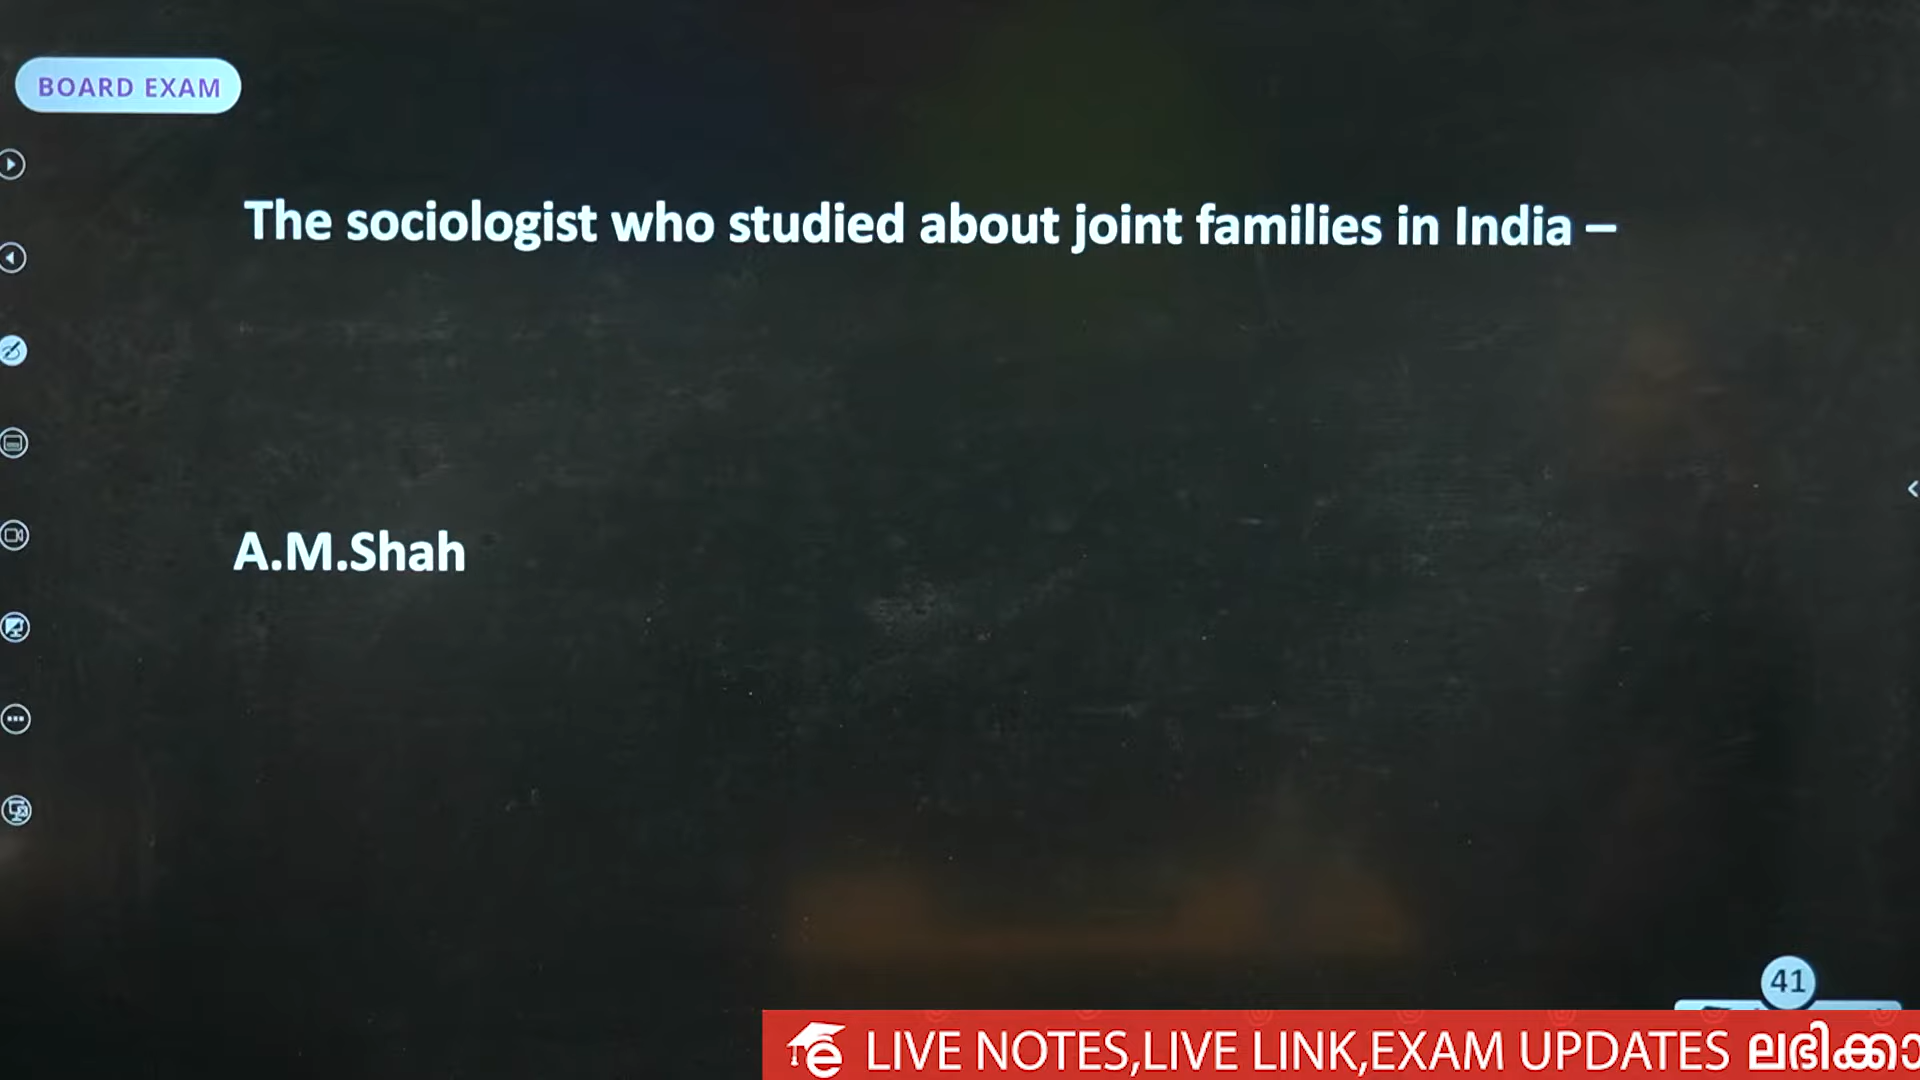 BOARD EXAM
The sociologist who studied about joint families in India –
A.M.Shah
41
LIVE NOTES,LIVE LINK,EXAM UPDATES ലഭിക്കാ